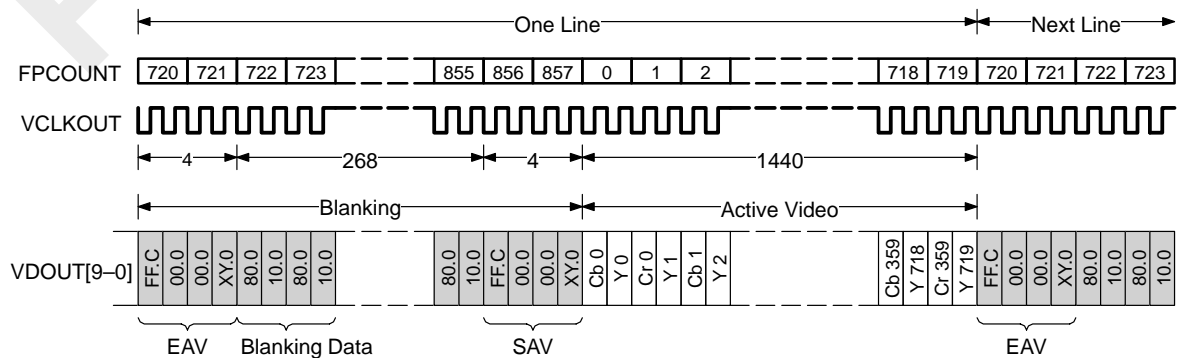 One Line Next Line
FPCOUNT 720 721 722 723 855 856 857 0 1 2 718 719 720 721 722 723
VCLKOUT
4 268 4 1440
Blanking Active Video
VDOUT[9–0] FF.C 00.0 00.0 XY.0 80.0 10.0 80.0 10.0 80.0 10.0 FF.C 00.0 00.0 XY.0 Cb 0 Y 0 Cr 0 Y 1 Cb 1 Y 2 Cb 359 Y 718 Cr 359 Y 719 FF.C 00.0 00.0 XY.0 80.0 10.0 80.0 10.0
EAV Blanking Data SAV EAV